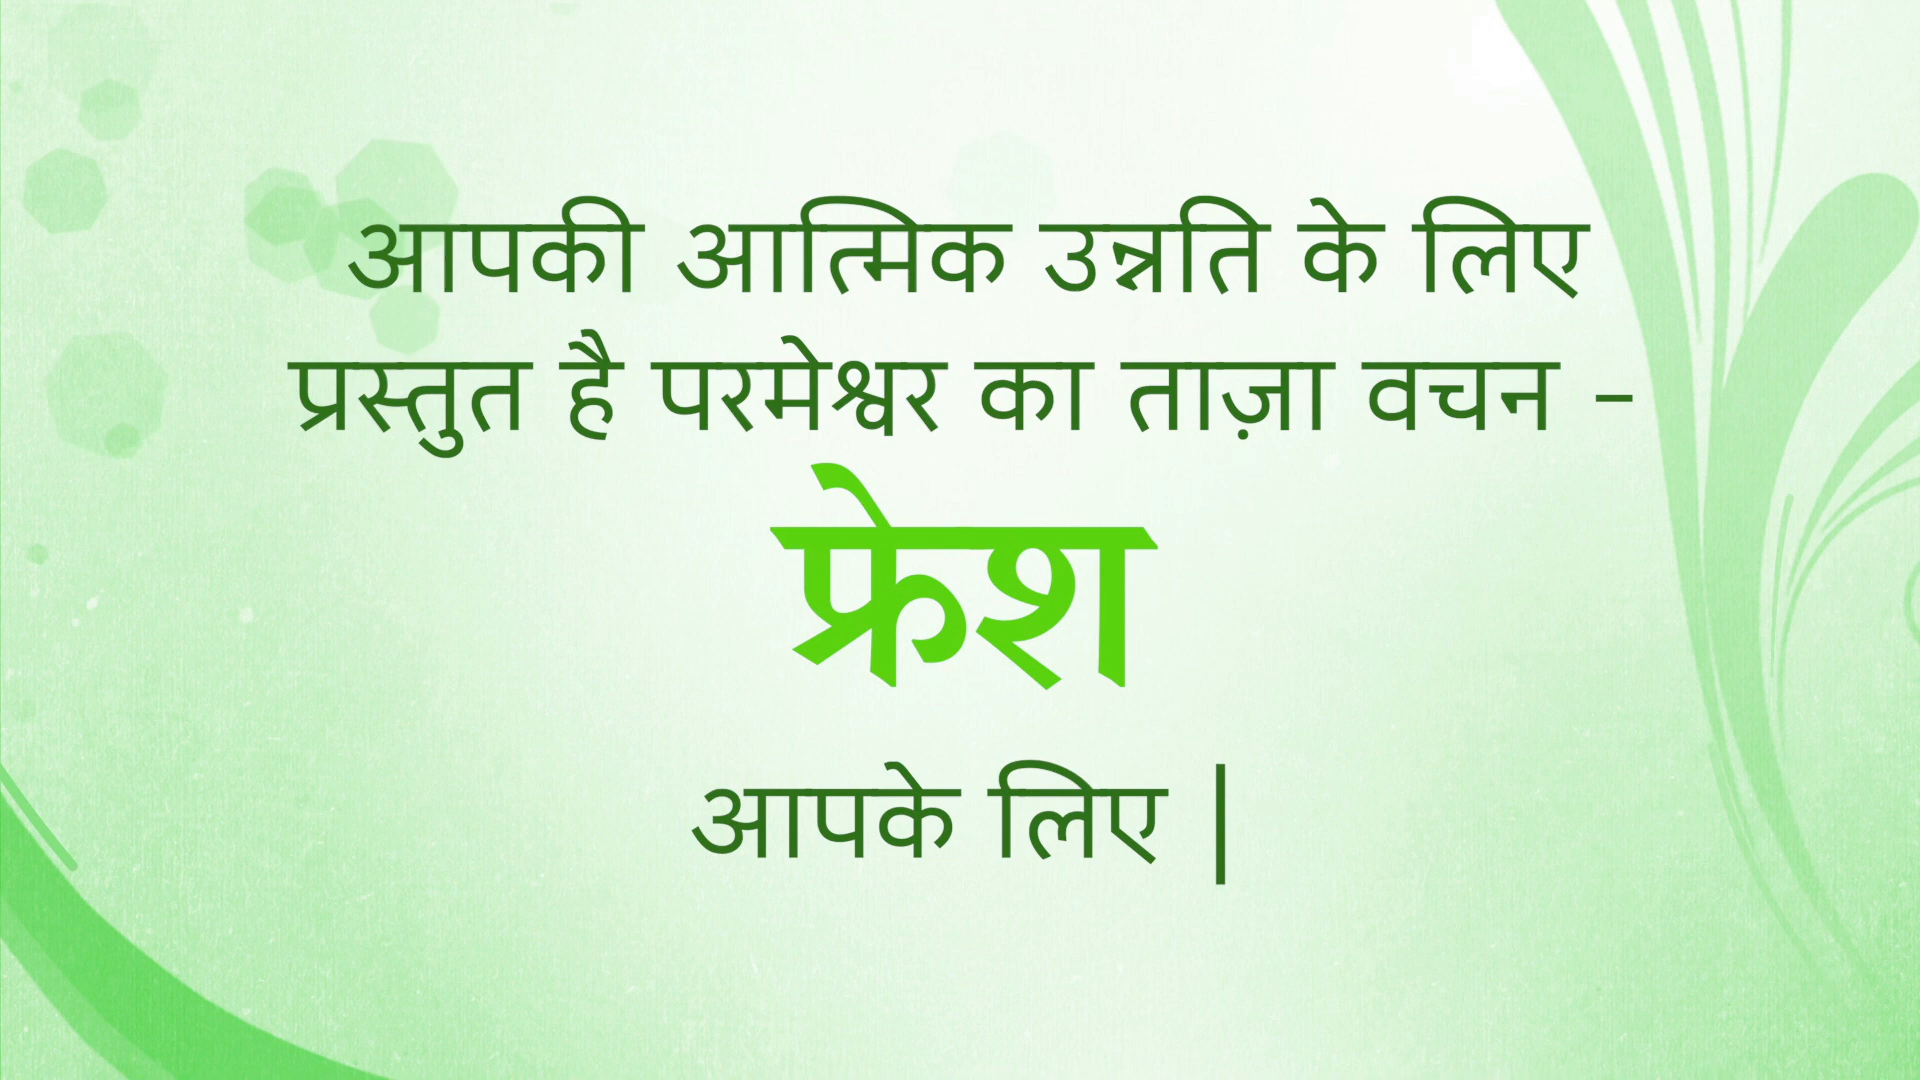 आपकी आत्मिक उन्नति के लिए
प्रस्तुत है परमेश्वर का ताज़ा वचन –
फ्रेश
आपके लिए |